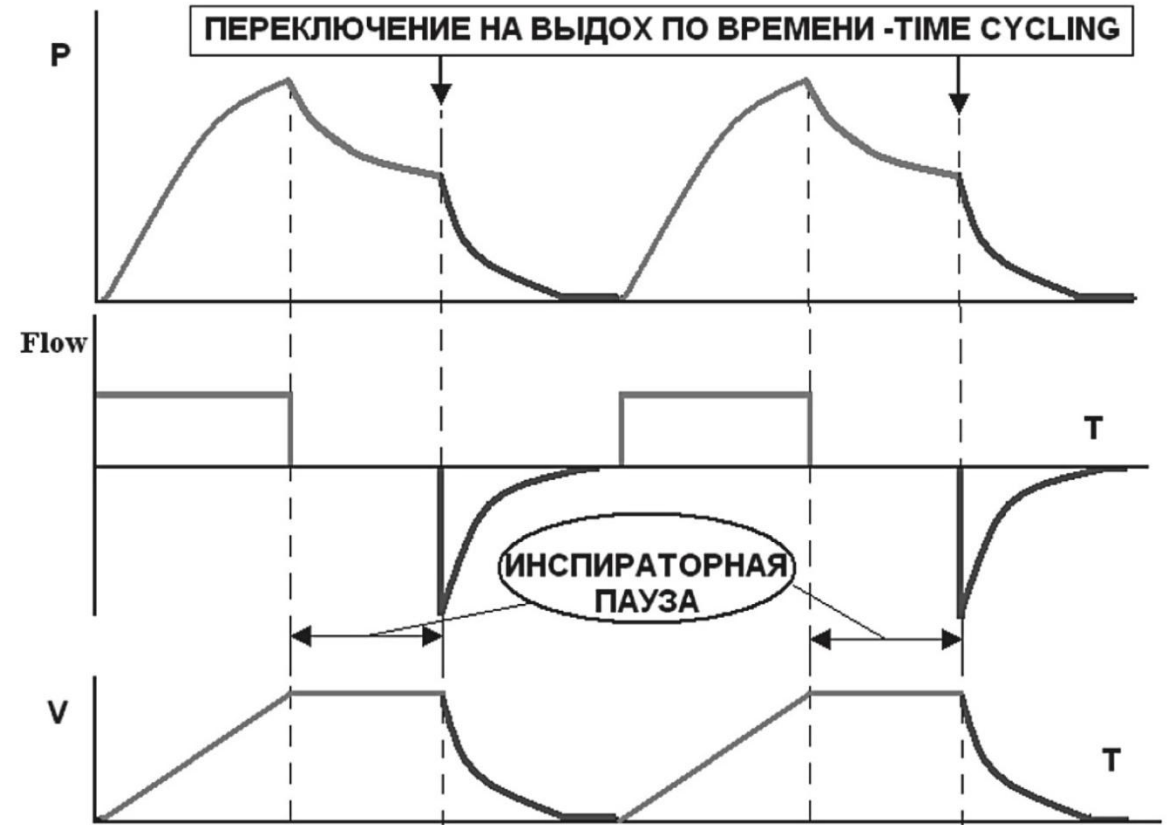 ПЕРЕКЛЮЧЕНИЕ НА ВЫДОХ ПО ВРЕМЕНИ -TIME CYCLING
P
Flow
T
ИНСПИРАТОРНАЯ
ПАУЗА
V
T